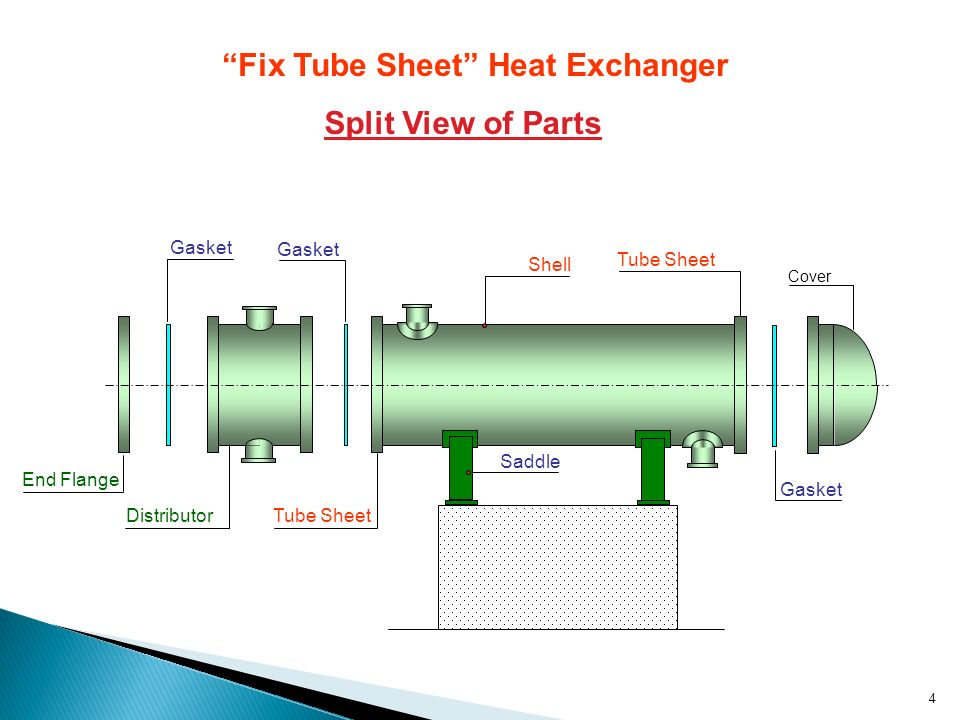 “Fix Tube Sheet” Heat Exchanger
Split View of Parts
Gasket
Gasket
Shell
Tube Sheet
Cover
End Flange
Distributor
Tube Sheet
Saddle
Gasket
4